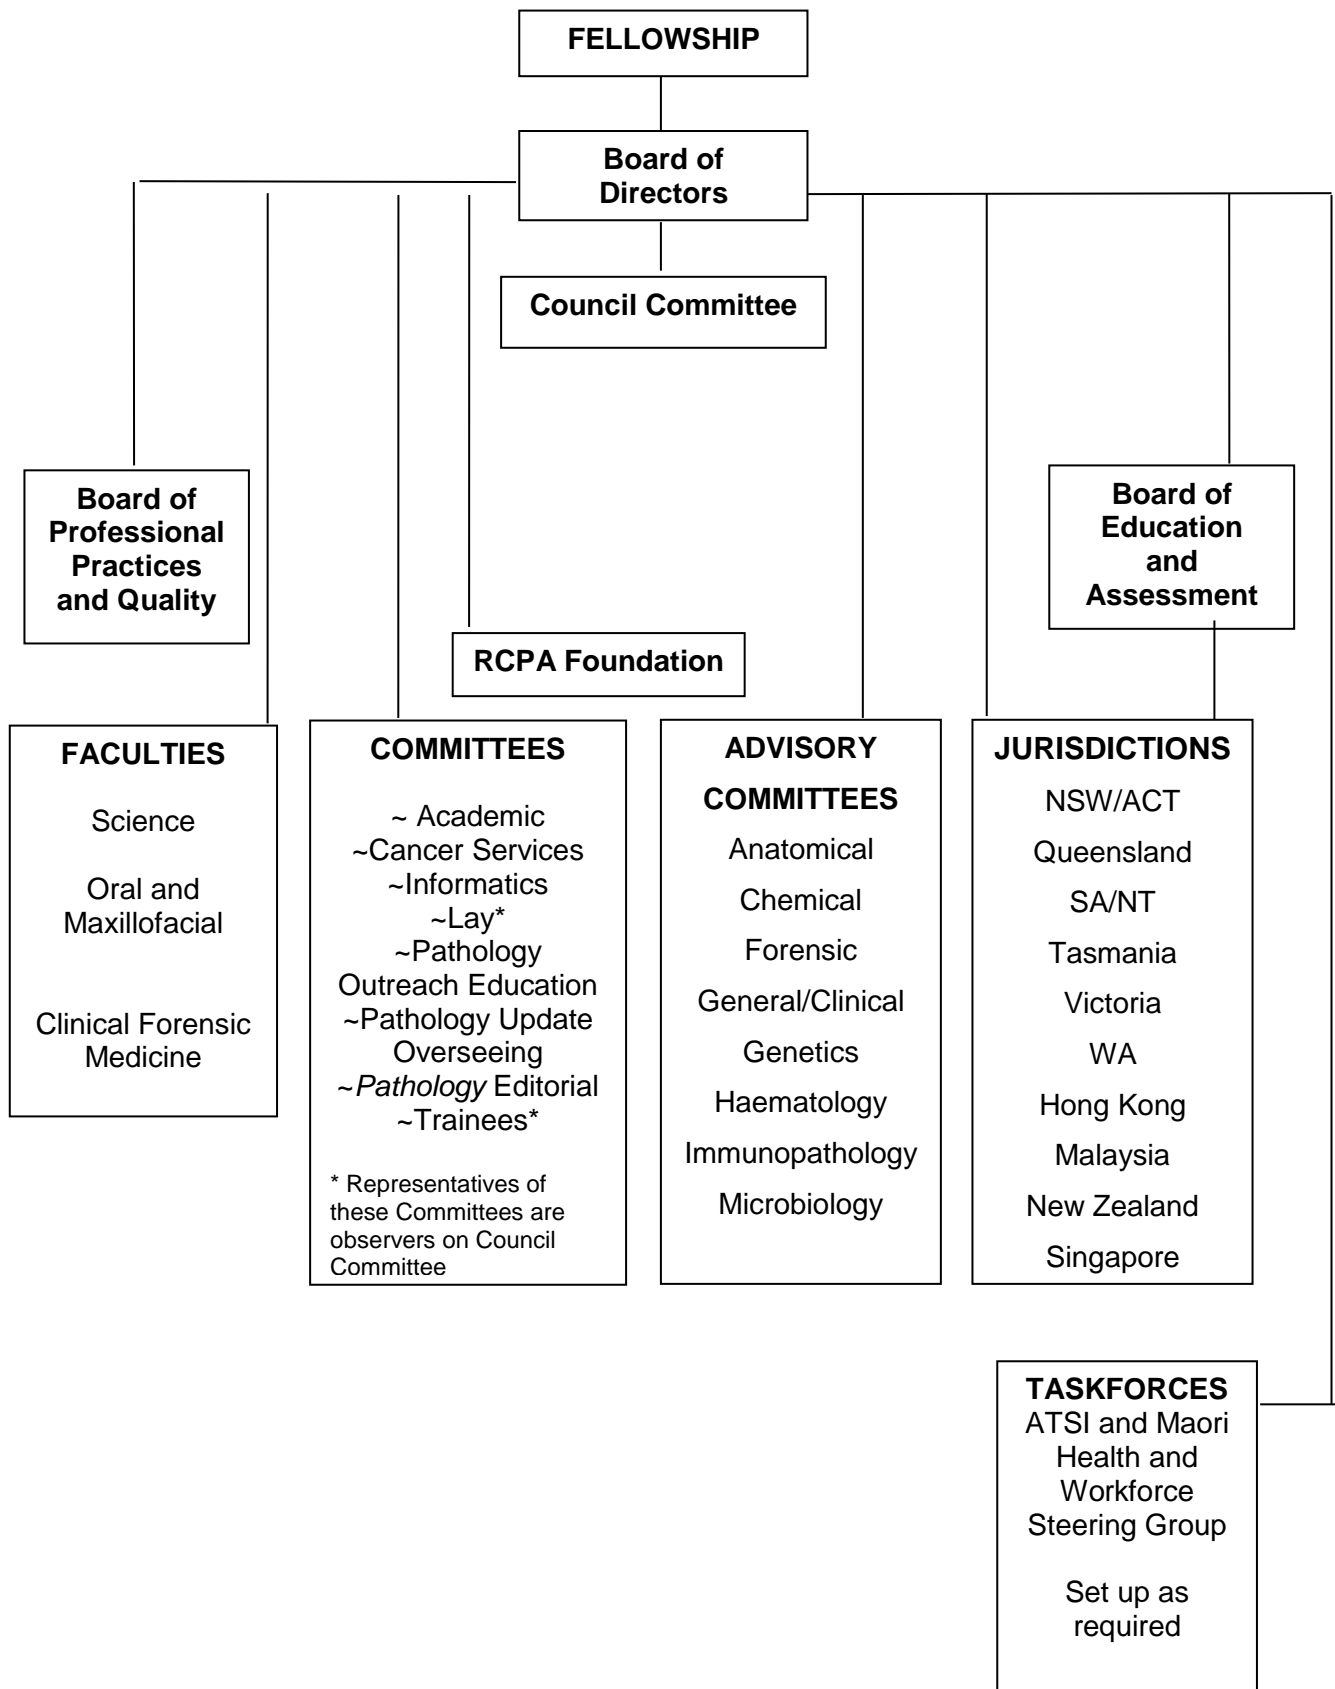 FELLOWSHIP
Board of
Directors
Council Committee
Board of
Professional
Practices
and Quality
Board of
Education
and
Assessment
RCPA Foundation
FACULTIES
Science
Oral and
Maxillofacial
Clinical Forensic
Medicine
COMMITTEES
~ Academic
~Cancer Services
~Informatics
~Lay*
~Pathology
Outreach Education
~Pathology Update
Overseeing
~Pathology Editorial
~Trainees*
* Representatives of
these Committees are
observers on Council
Committee
ADVISORY
COMMITTEES
Anatomical
Chemical
Forensic
General/Clinical
Genetics
Haematology
Immunopathology
Microbiology
JURISDICTIONS
NSW/ACT
Queensland
SA/NT
Tasmania
Victoria
WA
Hong Kong
Malaysia
New Zealand
Singapore
TASKFORCES
ATSI and Maori
Health and
Workforce
Steering Group
Set up as
required